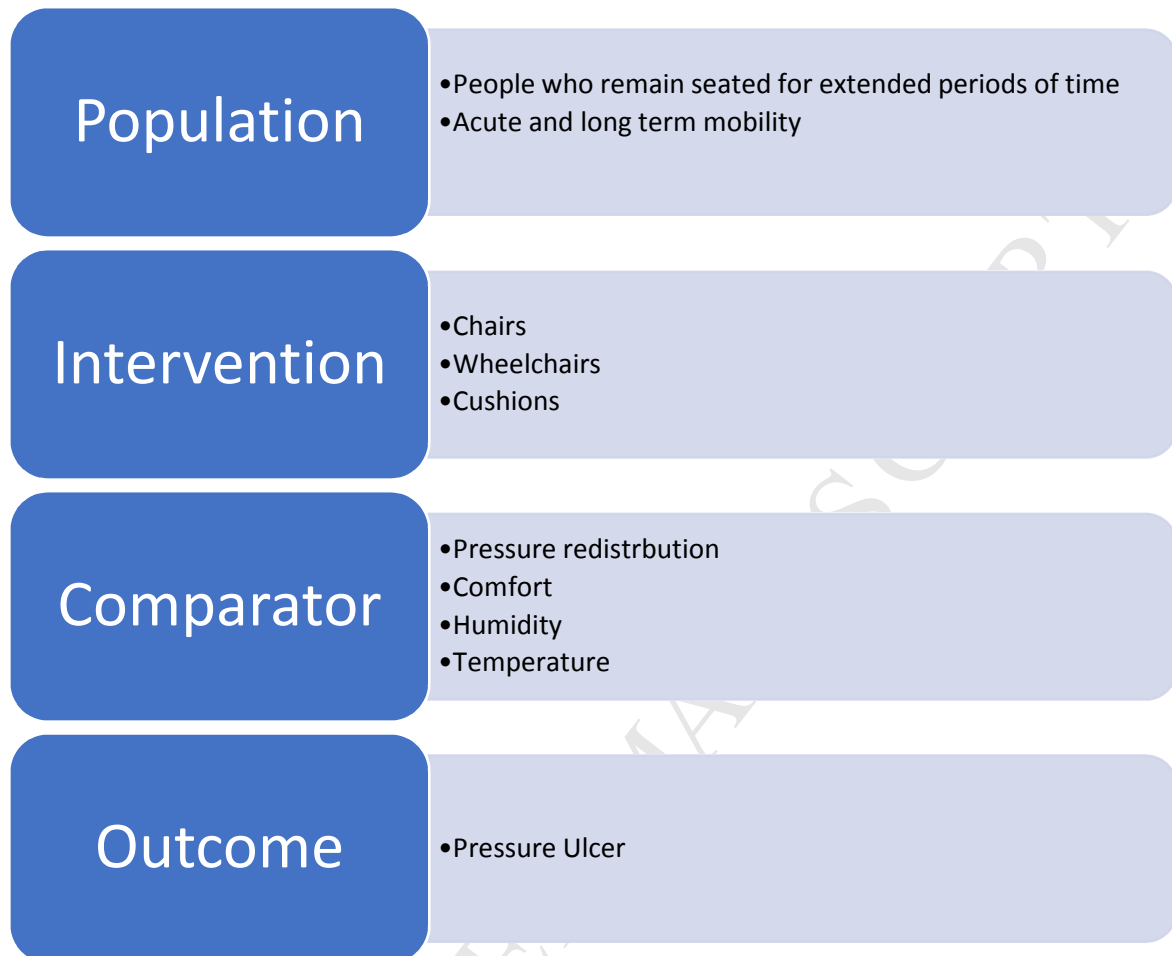 Population
•People who remain seated for extended periods of time
•Acute and long term mobility
Intervention
•Chairs
•Wheelchairs
•Cushions
Comparator
•Pressure redistrbution
•Comfort
•Humidity
•Temperature
Outcome
•Pressure Ulcer